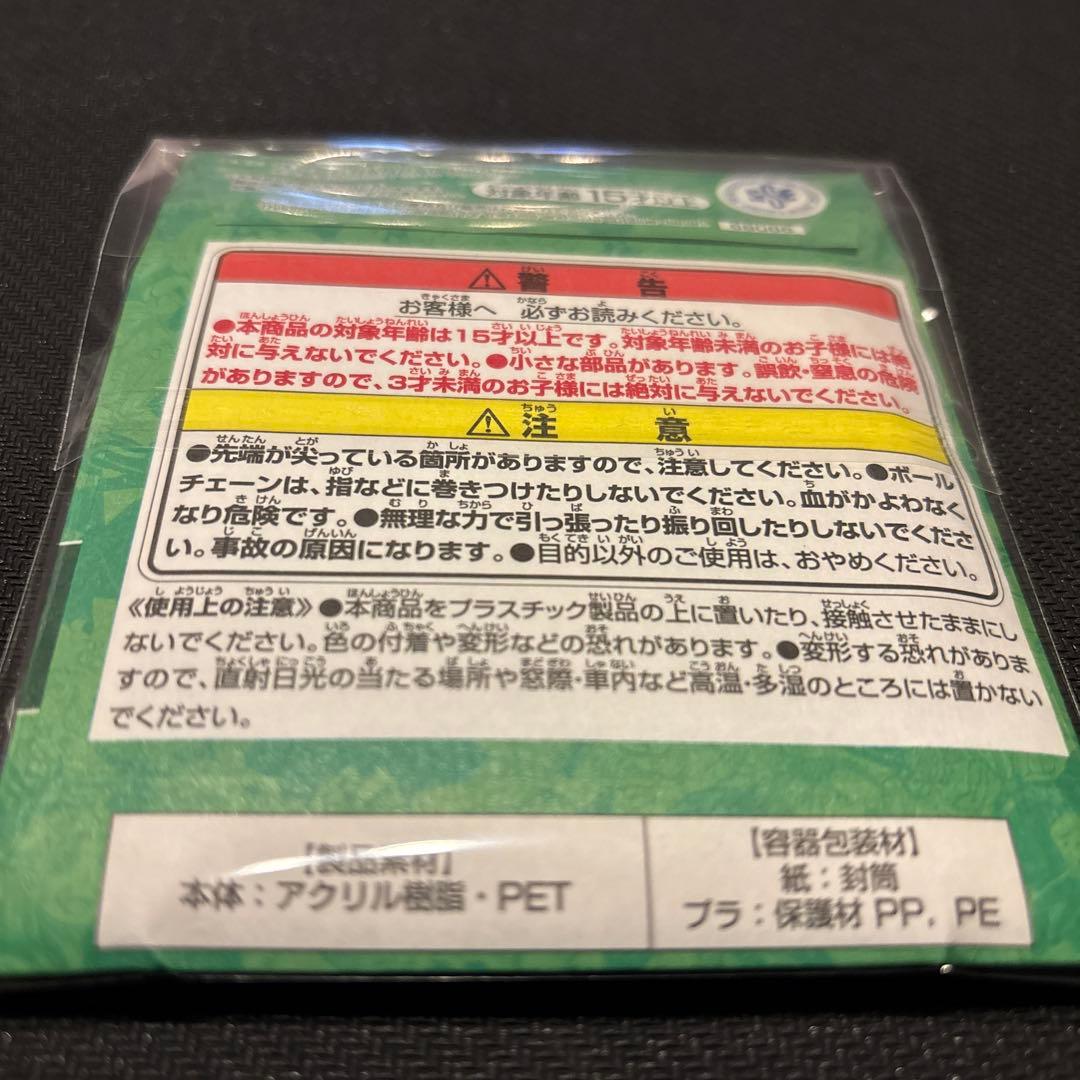 対象年齢 15才以上
⚠警告
お客様へ 必ずお読みください。
●本商品の対象年齢は15才以上です。対象年齢未満のお子様には絶
対に与えないでください。●小さな部品があります。誤飲・窒息の危険
がありますので、3才未満のお子様には絶対に与えないでください。
⚠注意
●先端が尖っている箇所がありますので、注意してください。●ボール
チェーンは、指などに巻きつけたりしないでください。血がかよわなく
なり危険です。●無理な力で引っ張ったり振り回したりしないでくださ
い。事故の原因になります。●目的以外のご使用は、おやめください。
《使用上の注意》●本商品をプラスチック製品の上に置いたり、接触させたままにし
ないでください。色の付着や変形などの恐れがあります。●変形する恐れがありま
すので、直射日光の当たる場所や窓際・車内など高温・多湿のところには置かない
でください。
【製品素材】
本体：アクリル樹脂・PET
【容器包装材】
紙：封筒
プラ：保護材 PP, PE